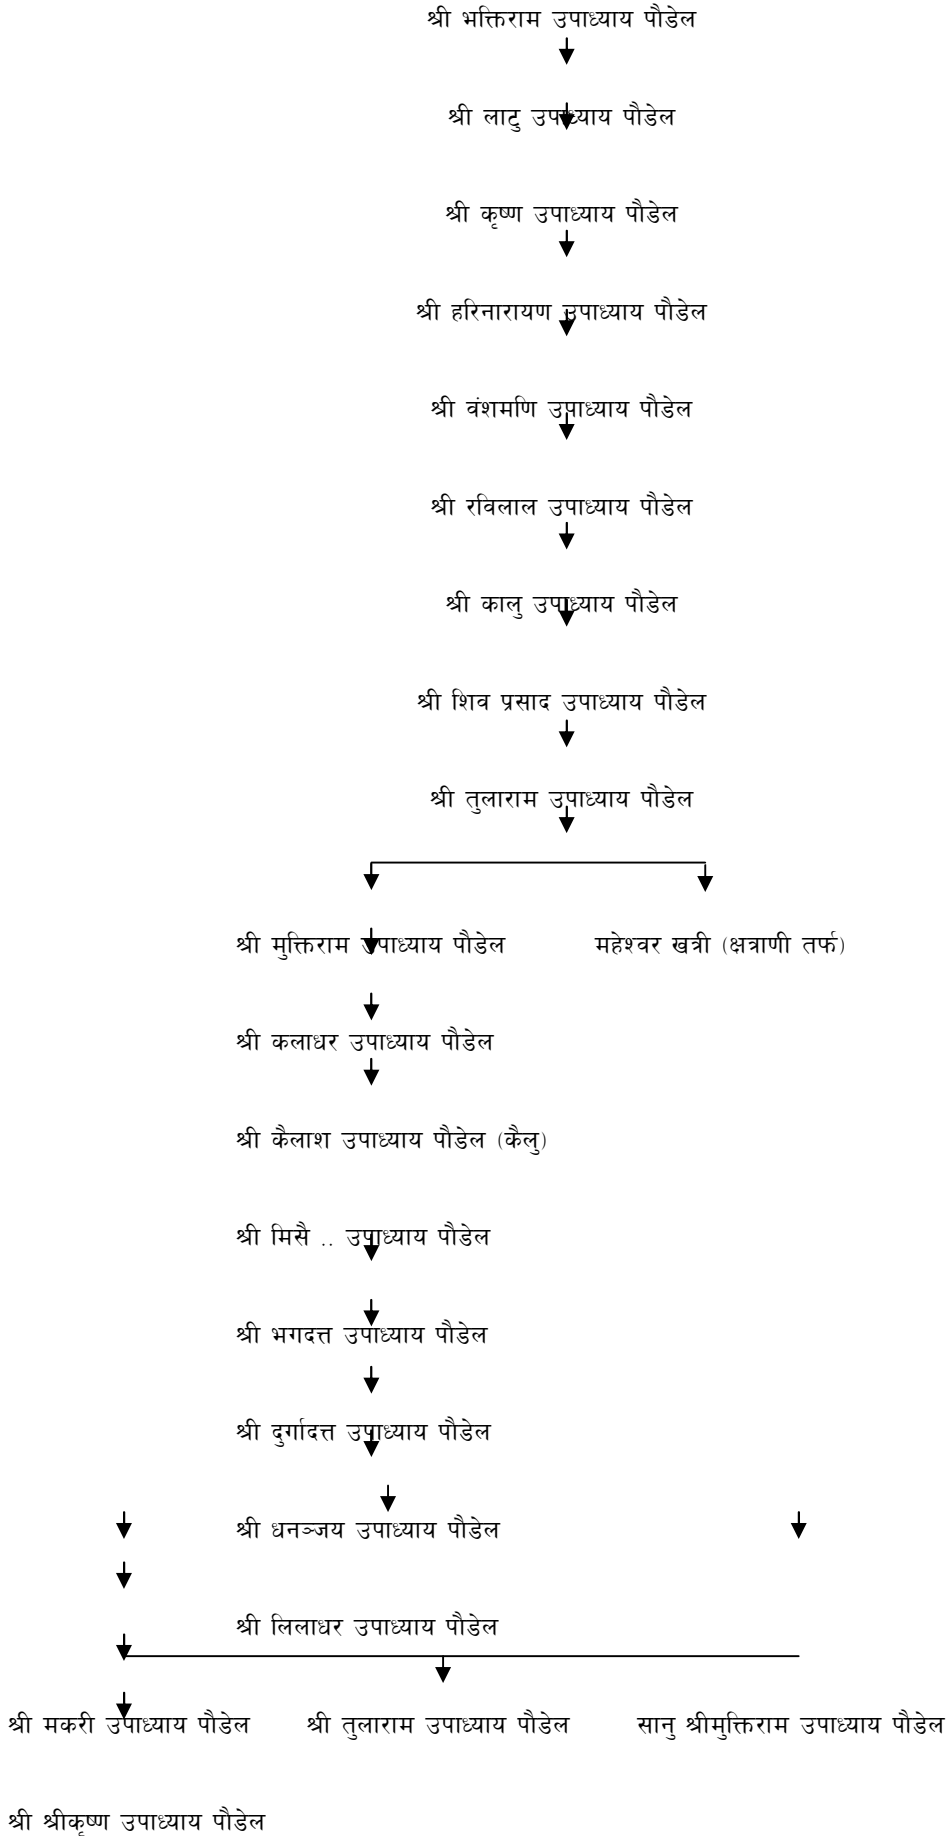 श्री भक्तिराम उपाध्याय पौडेल
श्री लाटु उपाध्याय पौडेल
श्री कृष्ण उपाध्याय पौडेल
श्री हरिनारायण उपाध्याय पौडेल
श्री वंशमणि उपाध्याय पौडेल
श्री रविलाल उपाध्याय पौडेल
श्री कालु उपाध्याय पौडेल
श्री शिव प्रसाद उपाध्याय पौडेल
श्री तुलाराम उपाध्याय पौडेल
श्री मुक्तिराम उपाध्याय पौडेल महेश्वर खत्री (क्षत्राणी तर्फ)
श्री कलाधर उपाध्याय पौडेल
श्री कैलाश उपाध्याय पौडेल (कैलु)
श्री मिसै .. उपाध्याय पौडेल
श्री भगदत्त उपाध्याय पौडेल
श्री दुर्गादत्त उपाध्याय पौडेल
श्री धनञ्जय उपाध्याय पौडेल
श्री लिलाधर उपाध्याय पौडेल
श्री मकरी उपाध्याय पौडेल श्री तुलाराम उपाध्याय पौडेल सानु श्रीमुक्तिराम उपाध्याय पौडेल
श्री श्रीकृष्ण उपाध्याय पौडेल